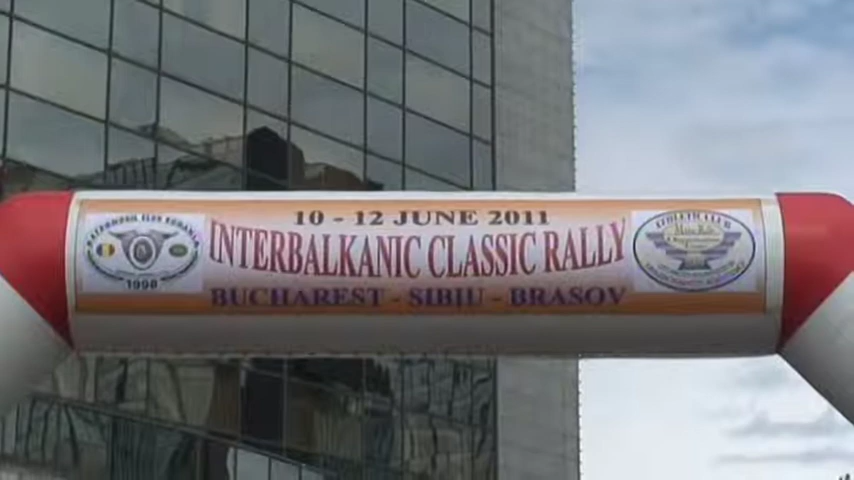 10 - 12 JUNE 2011
INTERBALKANIC CLASSIC RALLY
BUCHAREST - SIBIU - BRASOV
1998